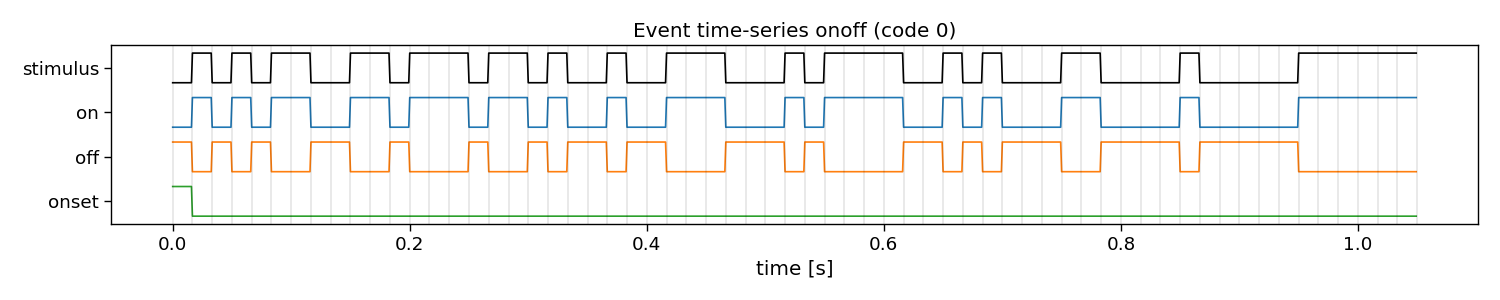 Event time-series onoff (code 0)
stimulus
on
off
onset
0.0 0.2 0.4 0.6 0.8 1.0
time [s]